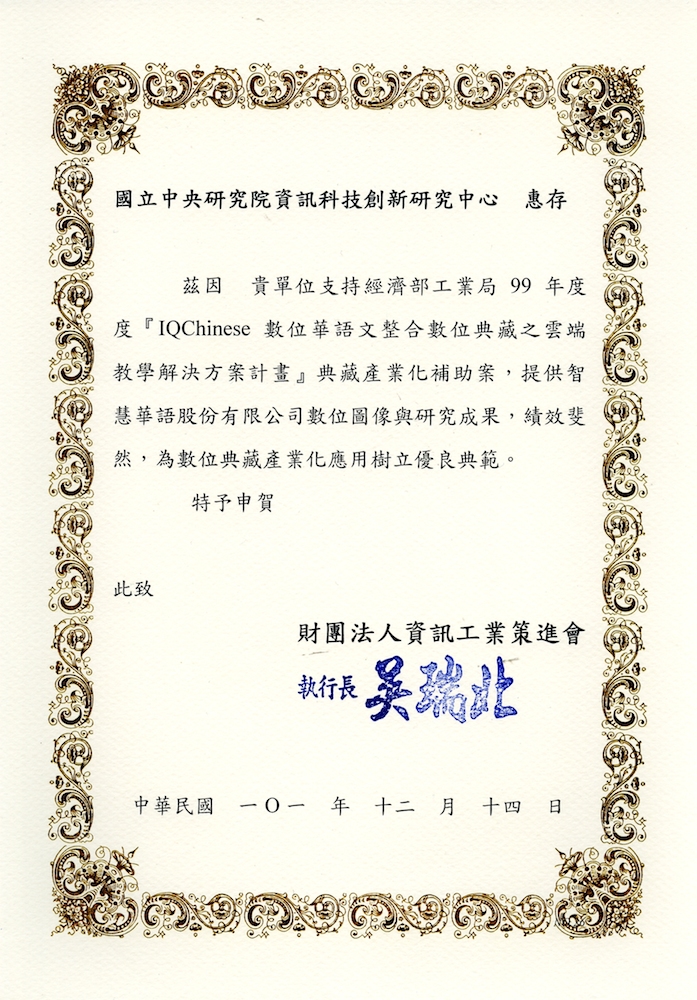 國立中央研究院資訊科技創新研究中心 惠存
茲因 貴單位支持經濟部工業局 99 年度
度『IQChinese 數位華語文整合數位典藏之雲端
教學解決方案計畫』典藏產業化補助案，提供智
慧華語股份有限公司數位圖像與研究成果，績效斐
然，為數位典藏產業化應用樹立優良典範。
特予申賀
此致
財團法人資訊工業策進會
執行長 吳瑞北
中華民國 一O一 年 十二 月 十四 日